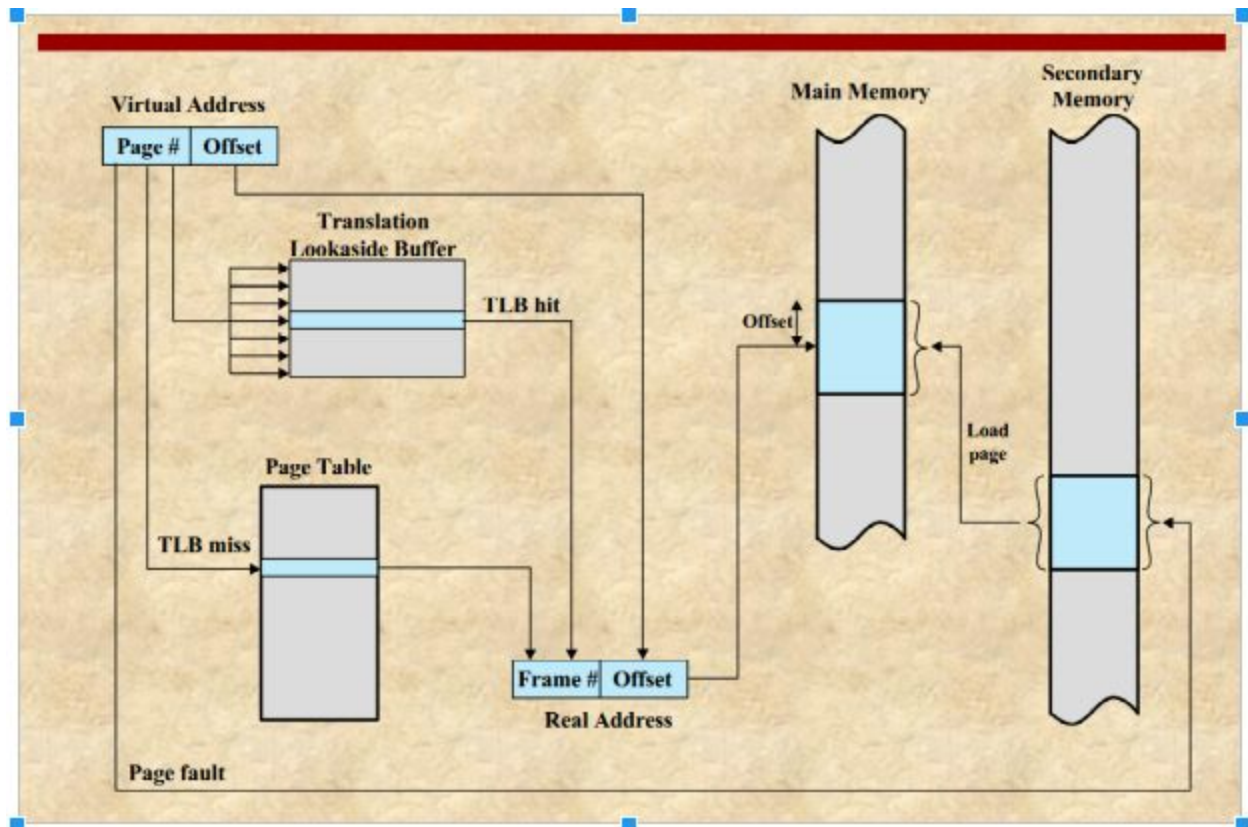 Virtual Address
Page #
Offset
Translation
Lookaside Buffer
TLB hit
Page Table
TLB miss
Frame #
Offset
Real Address
Page fault
Main Memory
Offset
Load
page
Secondary
Memory